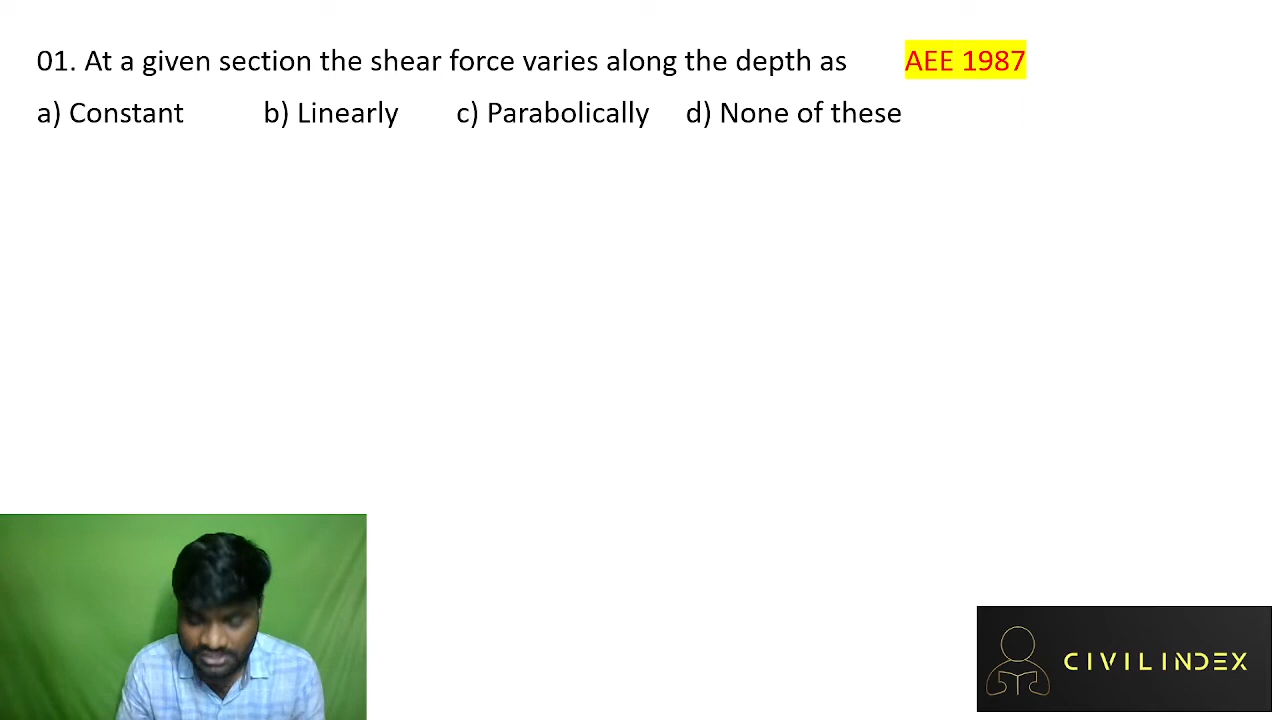 01. At a given section the shear force varies along the depth as AEE 1987
a) Constant b) Linearly c) Parabolically d) None of these
CIVILINDEX